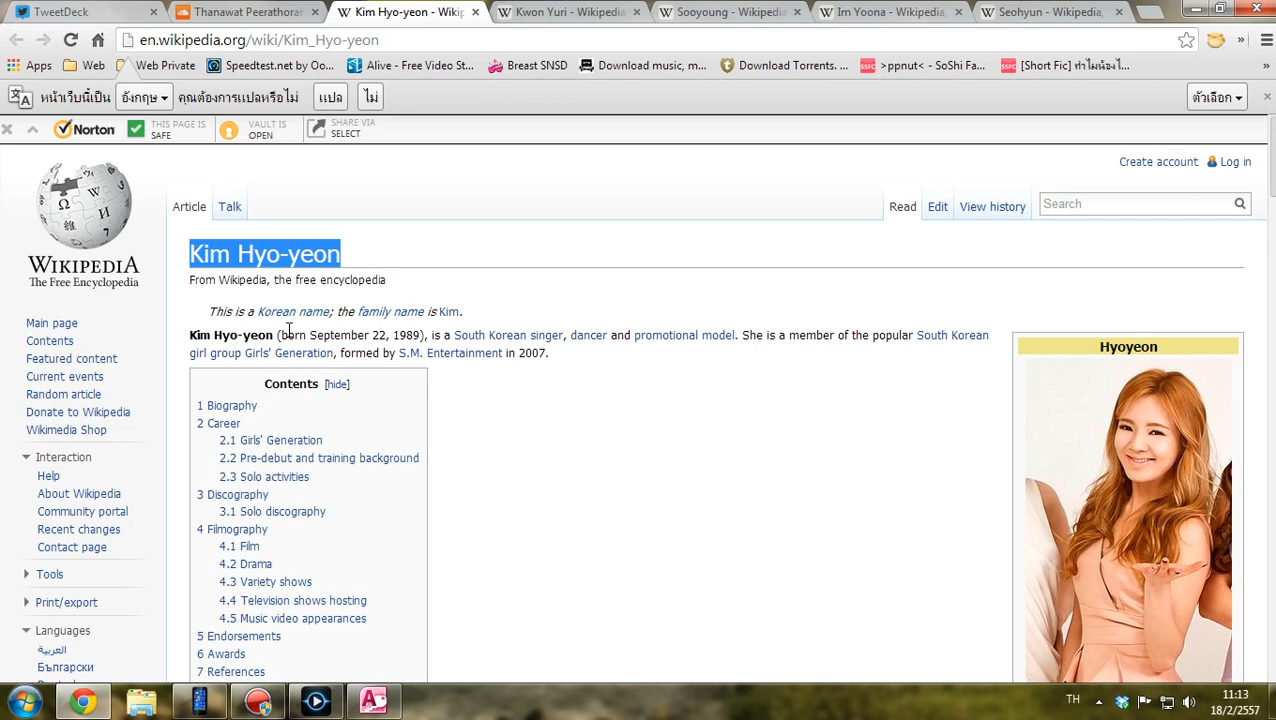 TweetDeck
Thanawat Peerathorar
Kim Hyo-yeon - Wikip
Kwon Yuri - Wikipedia
Sooyoung - Wikipedia,
Im Yoona - Wikipedia,
Seohyun - Wikipedia,
en.wikipedia.org/wiki/Kim_Hyo-yeon
Apps
Web
Web Private
Speedtest.net by Oo...
Alive - Free Video St...
Breast SNSD
Download music, m...
Download Torrents. ...
>ppnut< - SoShi Fa...
[Short Fic] ทำไมน้องไ...
หน้าเว็บนี้เป็น อังกฤษ คุณต้องการแปลหรือไม่ แปล ไม่ ตัวเลือก
Norton
THIS PAGE IS
SAFE
VAULT IS
OPEN
SHARE VIA
SELECT
Create account Log in
Article Talk Read Edit View history Search
WIKIPEDIA
The Free Encyclopedia
Main page
Contents
Featured content
Current events
Random article
Donate to Wikipedia
Wikimedia Shop
Interaction
Help
About Wikipedia
Community portal
Recent changes
Contact page
Tools
Print/export
Languages
العربية
Български
Kim Hyo-yeon
From Wikipedia, the free encyclopedia
This is a Korean name; the family name is Kim.
Kim Hyo-yeon (born September 22, 1989), is a South Korean singer, dancer and promotional model. She is a member of the popular South Korean
girl group Girls' Generation, formed by S.M. Entertainment in 2007.
Contents [hide]
1 Biography
2 Career
2.1 Girls' Generation
2.2 Pre-debut and training background
2.3 Solo activities
3 Discography
3.1 Solo discography
4 Filmography
4.1 Film
4.2 Drama
4.3 Variety shows
4.4 Television shows hosting
4.5 Music video appearances
5 Endorsements
6 Awards
7 References
Hyoyeon
TH
11:13
18/2/2557